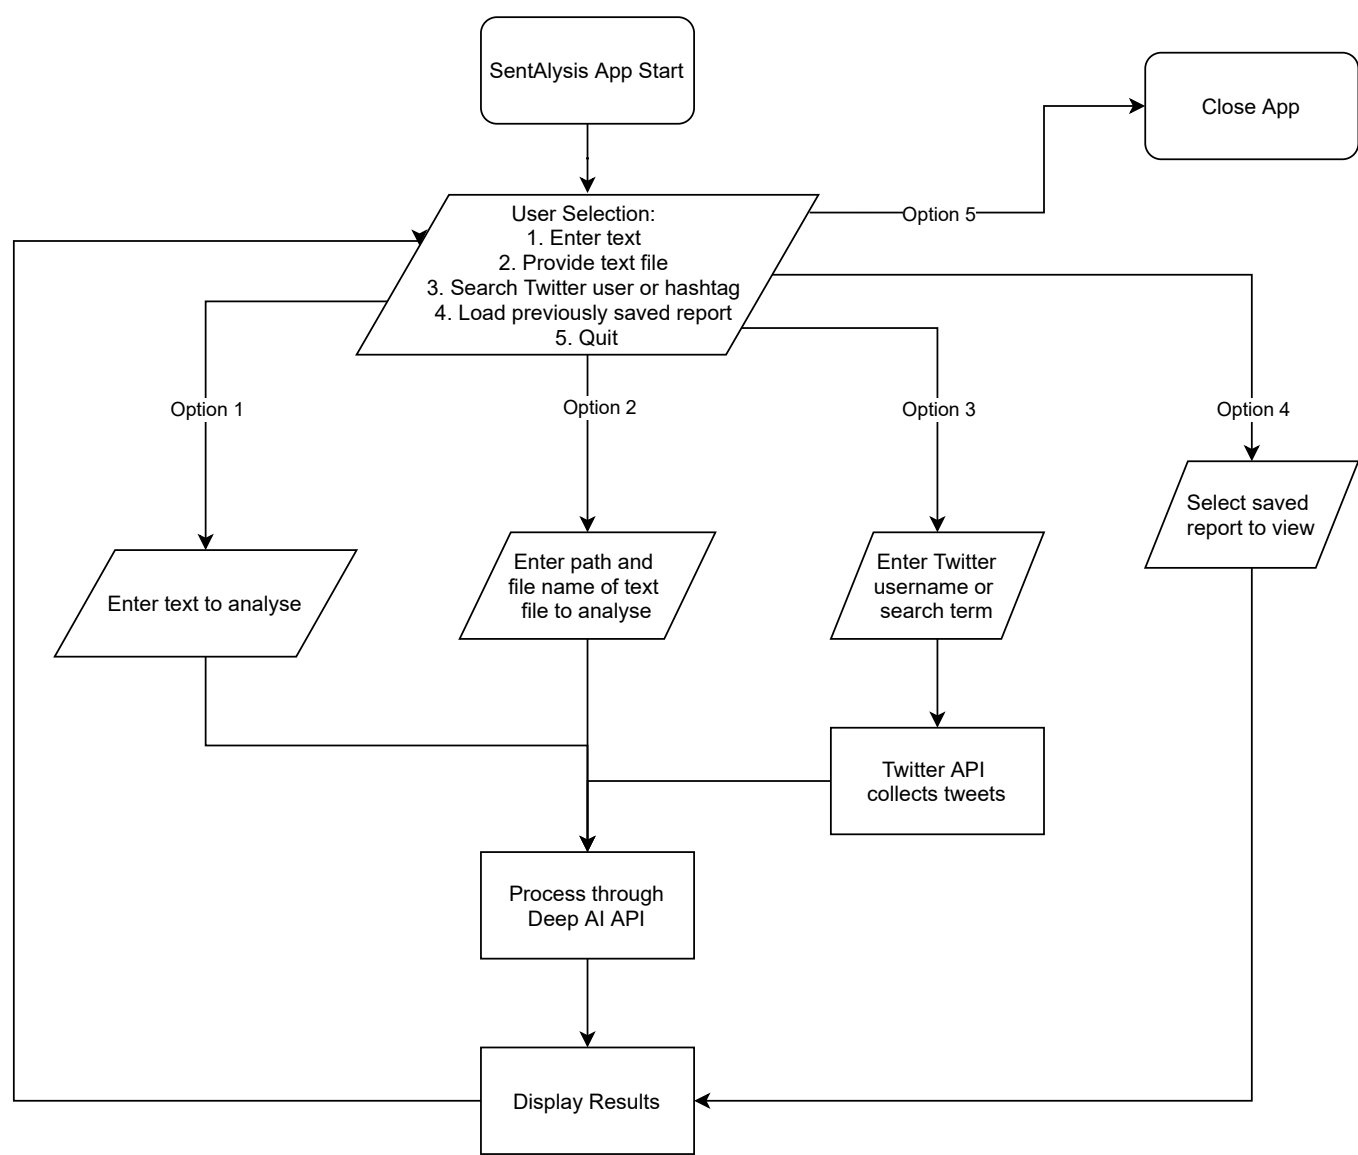 SentAlysis App Start
Close App
User Selection:
1. Enter text
2. Provide text file
3. Search Twitter user or hashtag
4. Load previously saved report
5. Quit
Option 5
Option 1
Option 2
Option 3
Option 4
Select saved
report to view
Enter text to analyse
Enter path and
file name of text
file to analyse
Enter Twitter
username or
search term
Twitter API
collects tweets
Process through
Deep AI API
Display Results